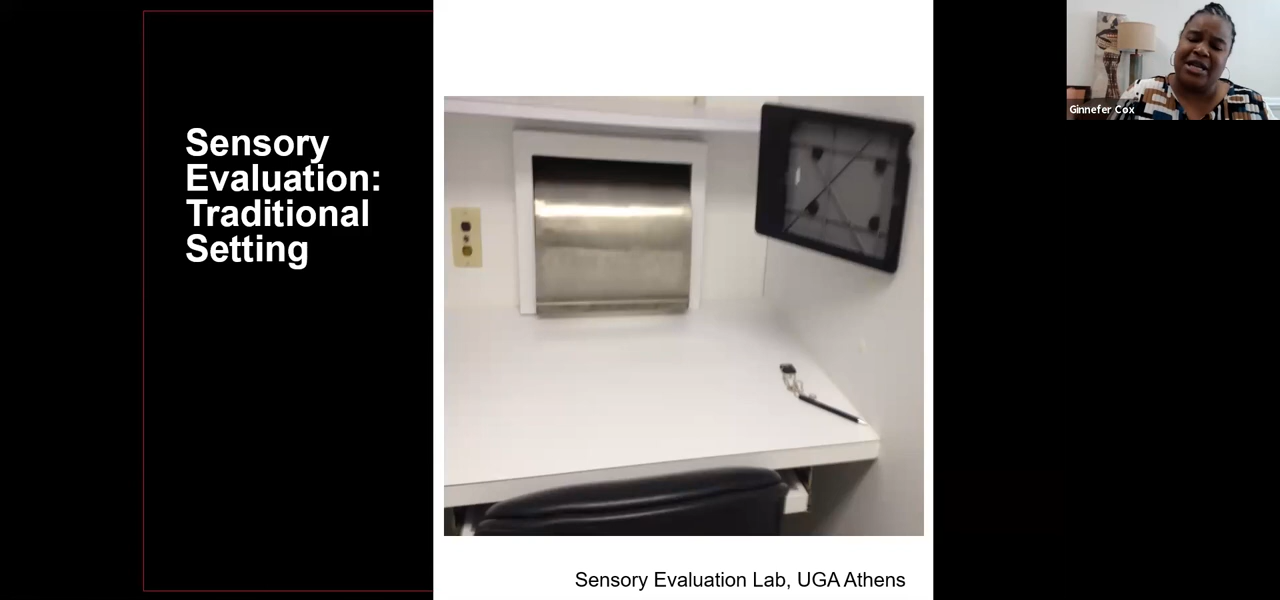 Sensory
Evaluation:
Traditional
Setting
Ginnefer Cox
Sensory Evaluation Lab, UGA Athens